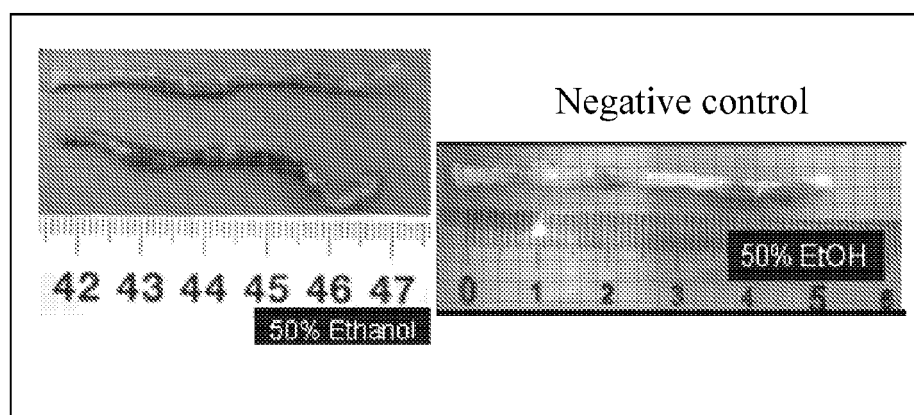 Negative control
42 43 44 45 46 47
50% Ethanol
50% EtOH
0 1 2 3 4 5 6